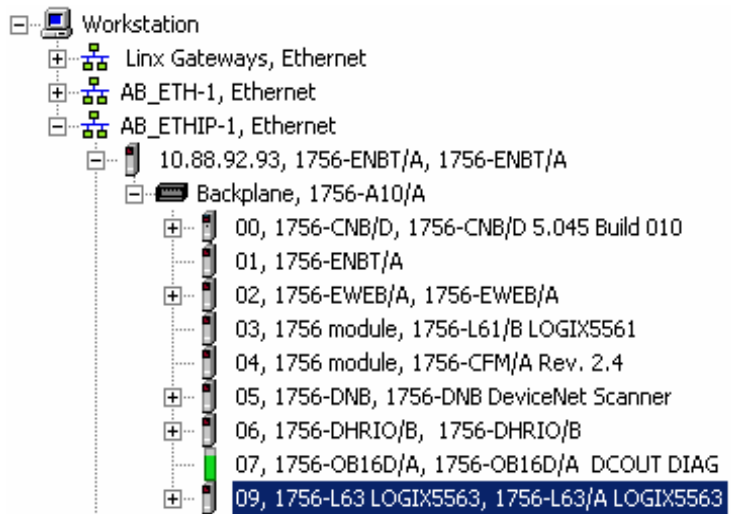 Workstation
Linx Gateways, Ethernet
AB_ETH-1, Ethernet
AB_ETHIP-1, Ethernet
10.88.92.93, 1756-ENBT/A, 1756-ENBT/A
Backplane, 1756-A10/A
00, 1756-CNB/D, 1756-CNB/D 5.045 Build 010
01, 1756-ENBT/A
02, 1756-EWEB/A, 1756-EWEB/A
03, 1756 module, 1756-L61/B LOGIX5561
04, 1756 module, 1756-CFM/A Rev. 2.4
05, 1756-DNB, 1756-DNB DeviceNet Scanner
06, 1756-DHRIO/B, 1756-DHRIO/B
07, 1756-OB16D/A, 1756-OB16D/A DCOUT DIAG
09, 1756-L63 LOGIX5563, 1756-L63/A LOGIX5563